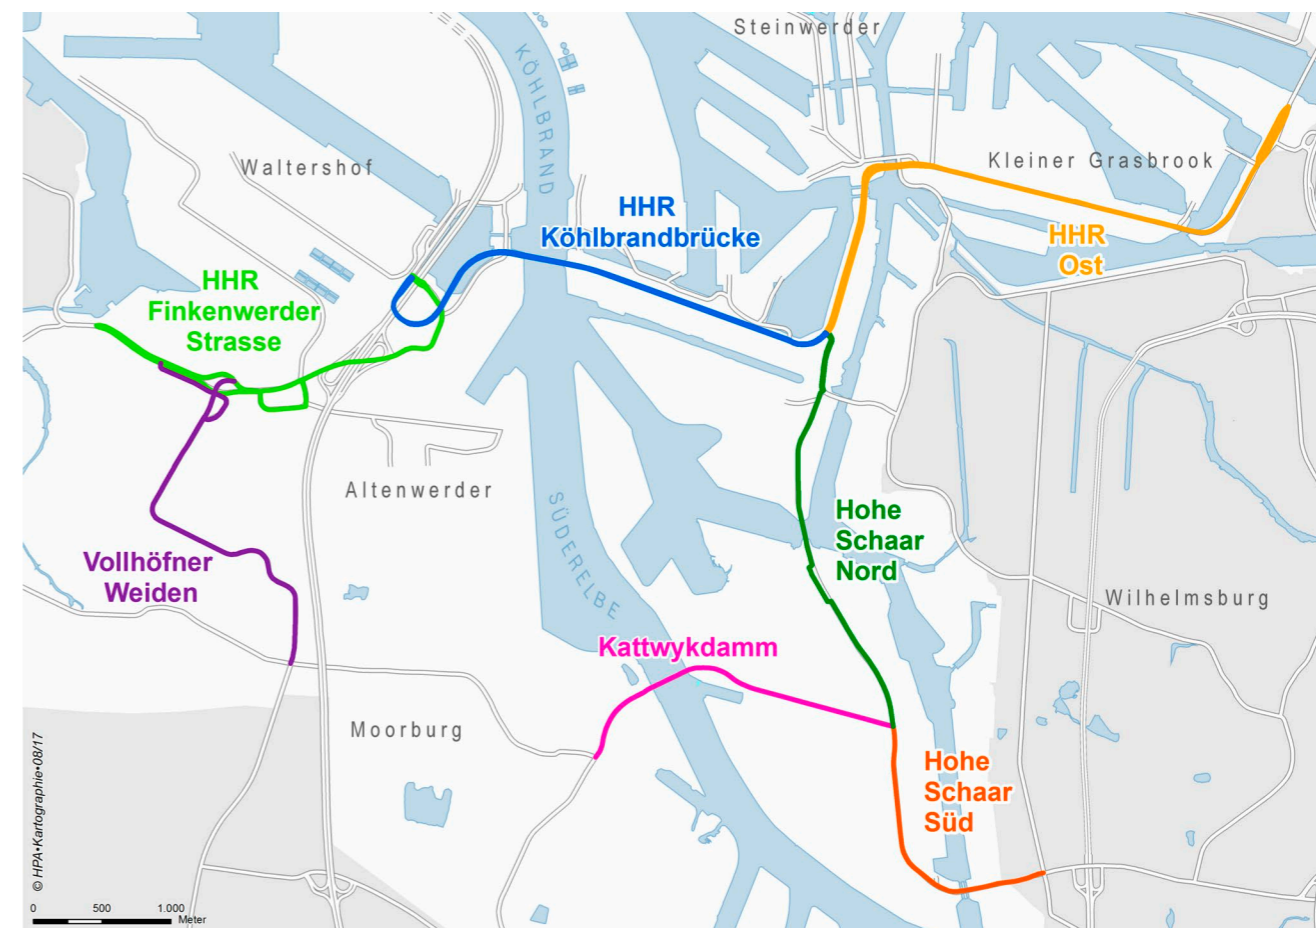 Steinwerder
KÖHLBRAND
Waltershof
Kleiner Grasbrook
HHR
Köhlbrandbrücke
HHR
Ost
HHR
Finkenwerder
Strasse
Altenwerder
SÜDERELBE
Hohe
Schaar
Nord
Vollhöfner
Weiden
Wilhelmsburg
Kattwykdamm
Moorburg
Hohe
Schaar
Süd
© HPA•Kartographie•08/17
0 500 1.000
Meter